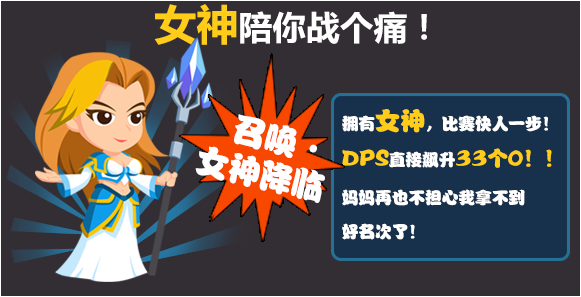 女神陪你战个痛！
召唤·
女神降临
拥有女神，比赛快人一步！
DPS直接飙升33个0！！
妈妈再也不担心我拿不到
好名次了！